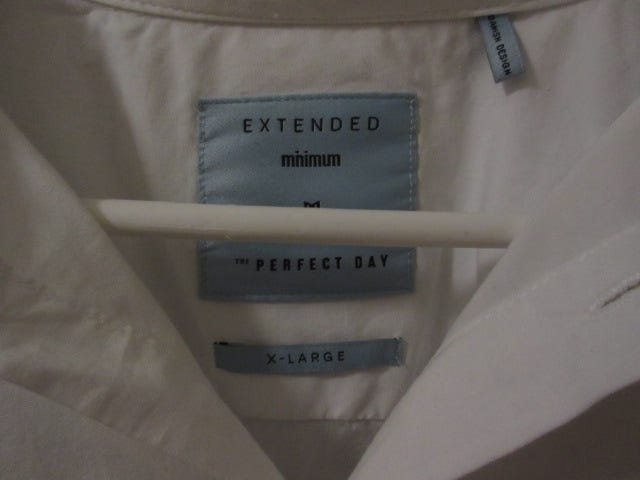 DANISH DESIGN
EXTENDED
minimum
THE PERFECT DAY
X-LARGE